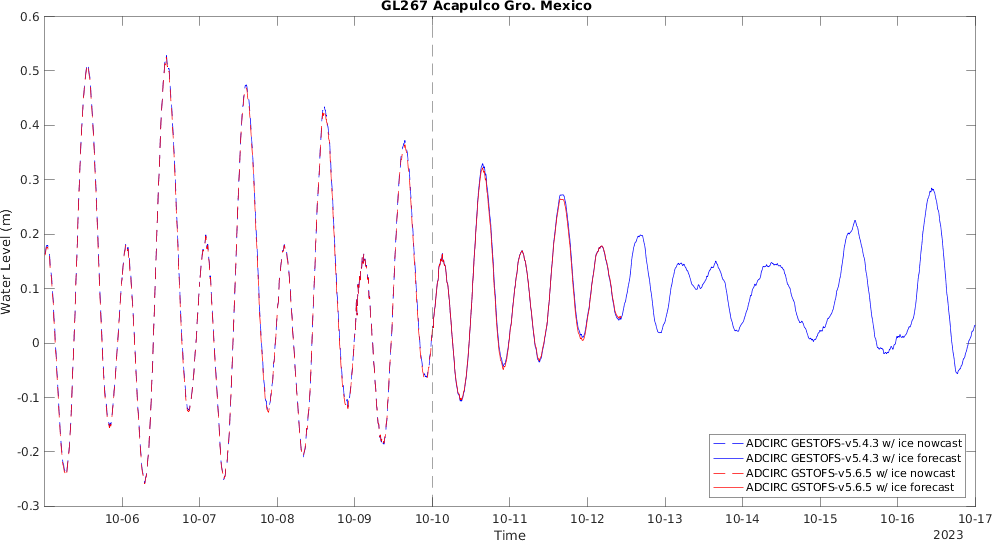 GL267 Acapulco Gro. Mexico
0.6
0.5
0.4
0.3
0.2
0.1
0
-0.1
-0.2
-0.3
Water Level (m)
ADCIRC GESTOFS-v5.4.3 w/ ice nowcast
ADCIRC GESTOFS-v5.4.3 w/ ice forecast
ADCIRC GSTOFS-v5.6.5 w/ ice nowcast
ADCIRC GSTOFS-v5.6.5 w/ ice forecast
10-06 10-07 10-08 10-09 10-10 10-11 10-12 10-13 10-14 10-15 10-16 10-17
Time
2023